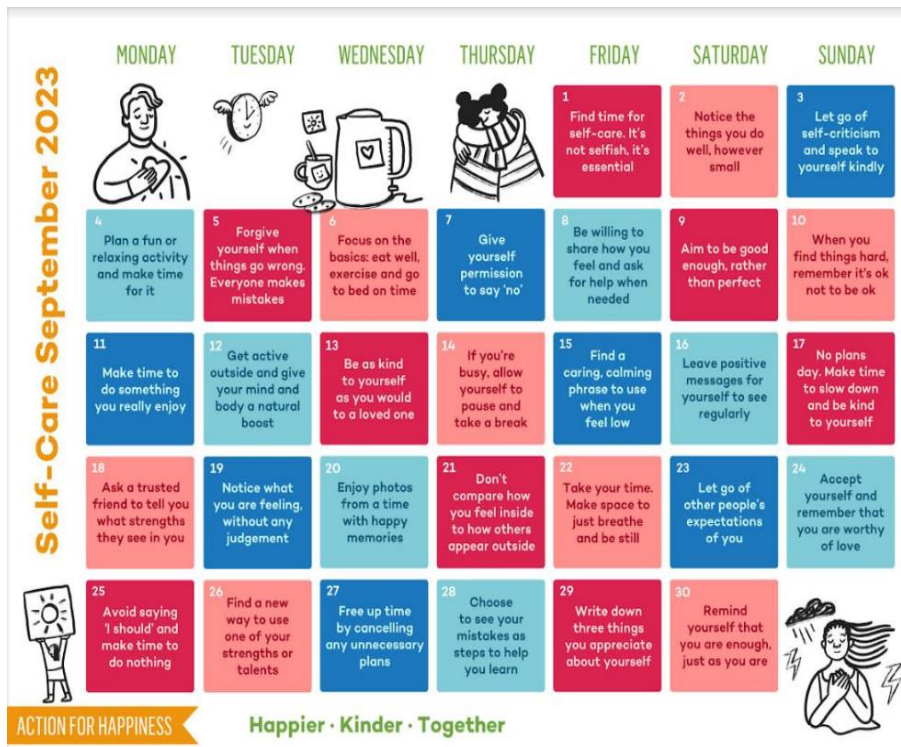 Self-Care September 2023
MONDAY
TUESDAY
WEDNESDAY
THURSDAY
FRIDAY
SATURDAY
SUNDAY
1
Find time for
self-care. It's
not selfish, it's
essential
2
Notice the
things you do
well, however
small
3
Let go of
self-criticism
and speak to
yourself kindly
4
Plan a fun or
relaxing activity
and make time
for it
5
Forgive
yourself when
things go wrong.
Everyone makes
mistakes
6
Focus on the
basics: eat well,
exercise and go
to bed on time
7
Give
yourself
permission
to say 'no'
8
Be willing to
share how you
feel and ask
for help when
needed
9
Aim to be good
enough, rather
than perfect
10
When you
find things hard,
remember it's ok
not to be ok
11
Make time to
do something
you really enjoy
12
Get active
outside and give
your mind and
body a natural
boost
13
Be as kind
to yourself
as you would
to a loved one
14
If you're
busy, allow
yourself to
pause and
take a break
15
Find a
caring, calming
phrase to use
when you
feel low
16
Leave positive
messages for
yourself to see
regularly
17
No plans
day. Make time
to slow down
and be kind
to yourself
18
Ask a trusted
friend to tell you
what strengths
they see in you
19
Notice what
you are feeling,
without any
judgement
20
Enjoy photos
from a time
with happy
memories
21
Don't
compare how
you feel inside
to how others
appear outside
22
Take your time.
Make space to
just breathe
and be still
23
Let go of
other people's
expectations
of you
24
Accept
yourself and
remember that
you are worthy
of love
25
Avoid saying
'I should' and
make time to
do nothing
26
Find a new
way to use
one of your
strengths or
talents
27
Free up time
by cancelling
any unnecessary
plans
28
Choose
to see your
mistakes as
steps to help
you learn
29
Write down
three things
you appreciate
about yourself
30
Remind
yourself that
you are enough,
just as you are
ACTION FOR HAPPINESS
Happier · Kinder · Together